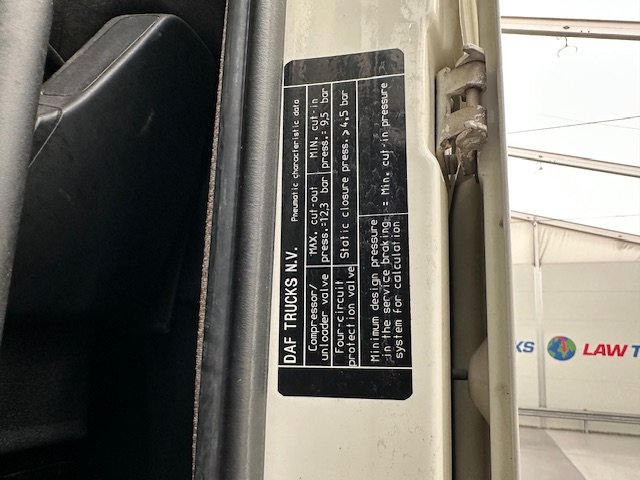 DAF TRUCKS N.V. Pneumatic characteristic data
Compressor/ MAX. cut-out MIN. cut-in
unloader valve press.=12,3 bar press.= 9,5 bar
Four-circuit Static closure press. > 4,5 bar
protection valve
Minimum design pressure
in the service braking = Min. cut-in pressure
system for calculation
KS LAW T